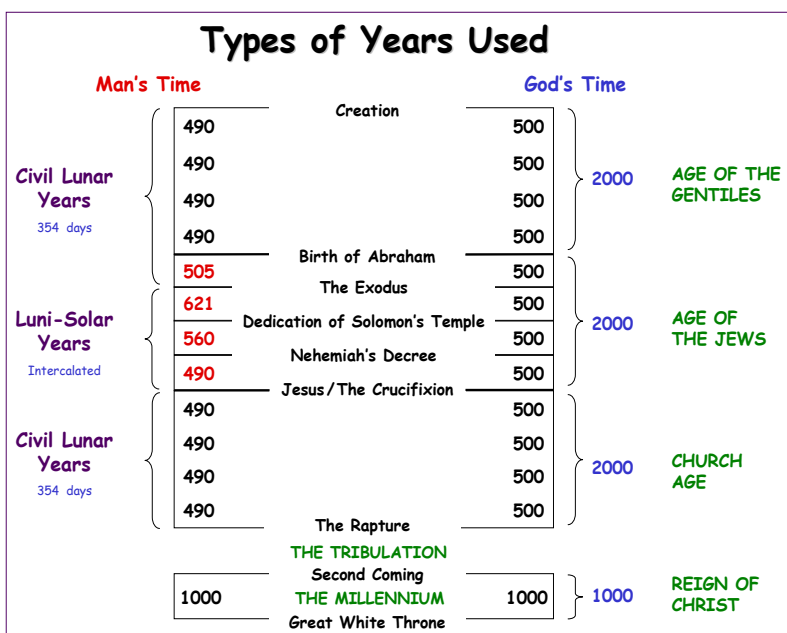 Types of Years Used
Man's Time
God's Time
Creation
490
500
490
500
Civil Lunar
Years
354 days
2000
AGE OF THE
GENTILES
490
500
490
500
Birth of Abraham
505
500
The Exodus
621
500
Dedication of Solomon's Temple
Luni-Solar
Years
Intercalated
560
500
2000
AGE OF
THE JEWS
Nehemiah's Decree
490
500
Jesus/The Crucifixion
490
500
490
500
Civil Lunar
Years
354 days
2000
CHURCH
AGE
490
500
490
500
The Rapture
THE TRIBULATION
Second Coming
1000
THE MILLENNIUM
1000
1000
REIGN OF
CHRIST
Great White Throne